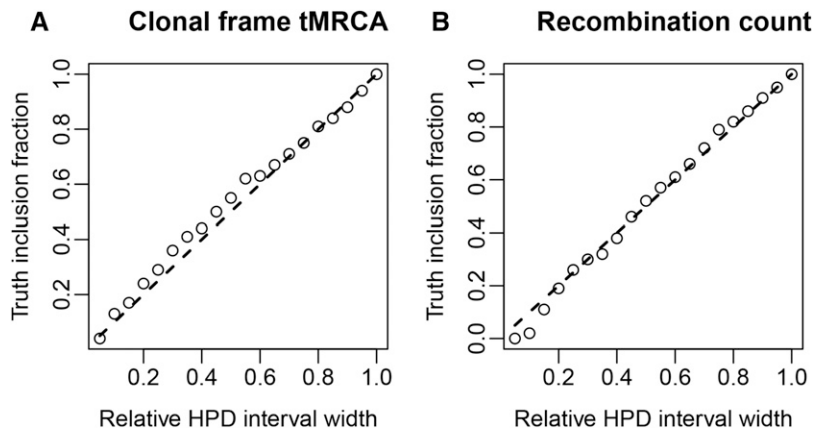 A Clonal frame tMRCA
Truth inclusion fraction
1.0
0.8
0.6
0.4
0.2
0.2 0.4 0.6 0.8 1.0
Relative HPD interval width
B Recombination count
Truth inclusion fraction
1.0
0.8
0.6
0.4
0.2
0.0
0.2 0.4 0.6 0.8 1.0
Relative HPD interval width